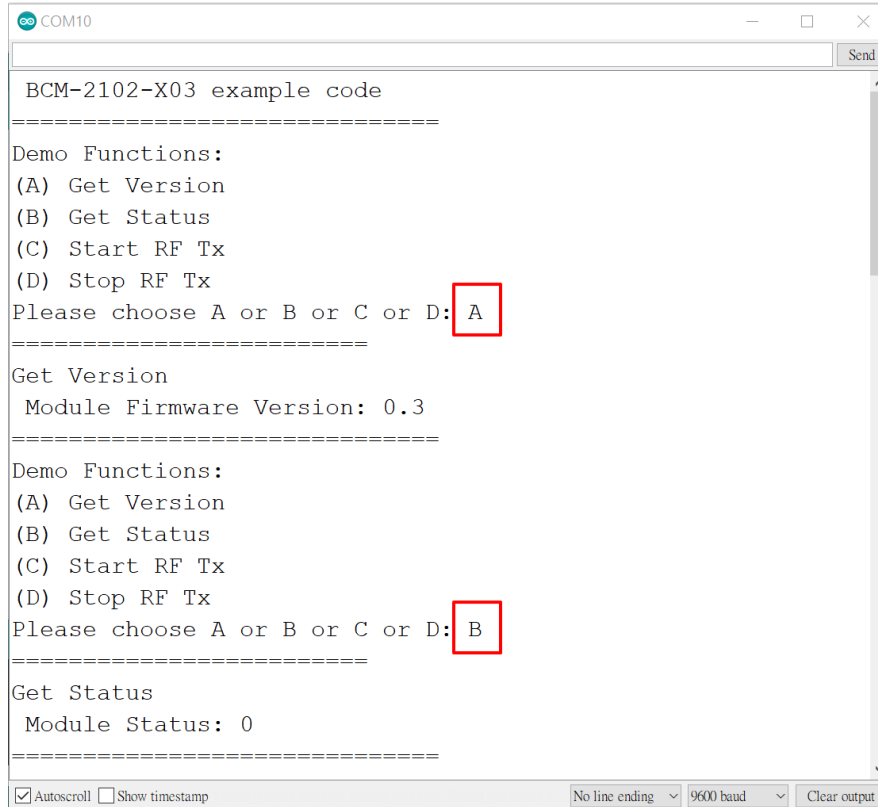 COM10
Send
BCM-2102-X03 example code
==============================
Demo Functions:
(A) Get Version
(B) Get Status
(C) Start RF Tx
(D) Stop RF Tx
Please choose A or B or C or D: A
=========================
Get Version
Module Firmware Version: 0.3
==============================
Demo Functions:
(A) Get Version
(B) Get Status
(C) Start RF Tx
(D) Stop RF Tx
Please choose A or B or C or D: B
=========================
Get Status
Module Status: 0
==============================
Autoscroll Show timestamp No line ending 9600 baud Clear output